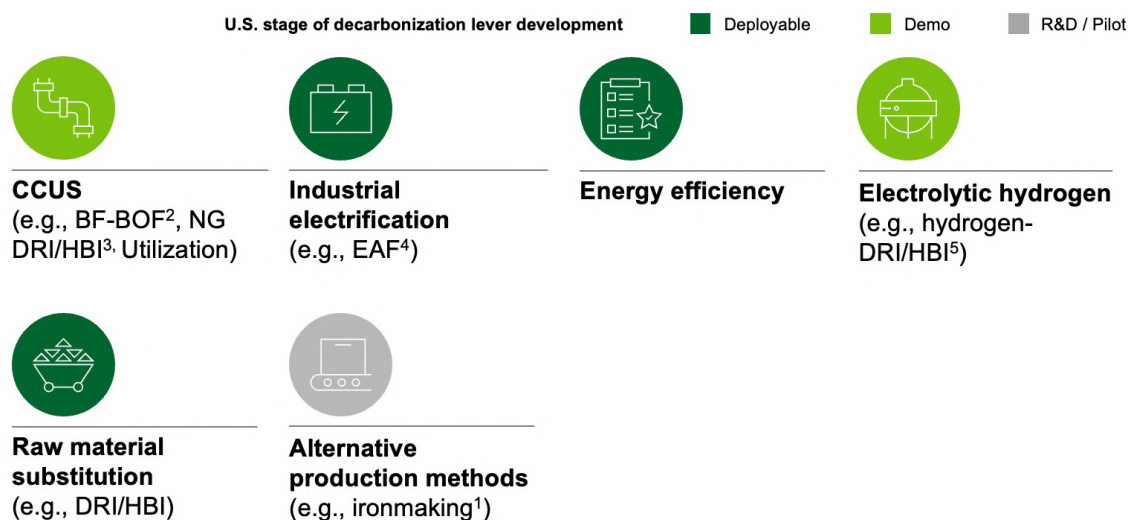 U.S. stage of decarbonization lever development
Deployable
Demo
R&D / Pilot
CCUS
(e.g., BF-BOF², NG
DRI/HBI³, Utilization)
Industrial
electrification
(e.g., EAF⁴)
Energy efficiency
Electrolytic hydrogen
(e.g., hydrogen-
DRI/HBI⁵)
Raw material
substitution
(e.g., DRI/HBI)
Alternative
production methods
(e.g., ironmaking¹)